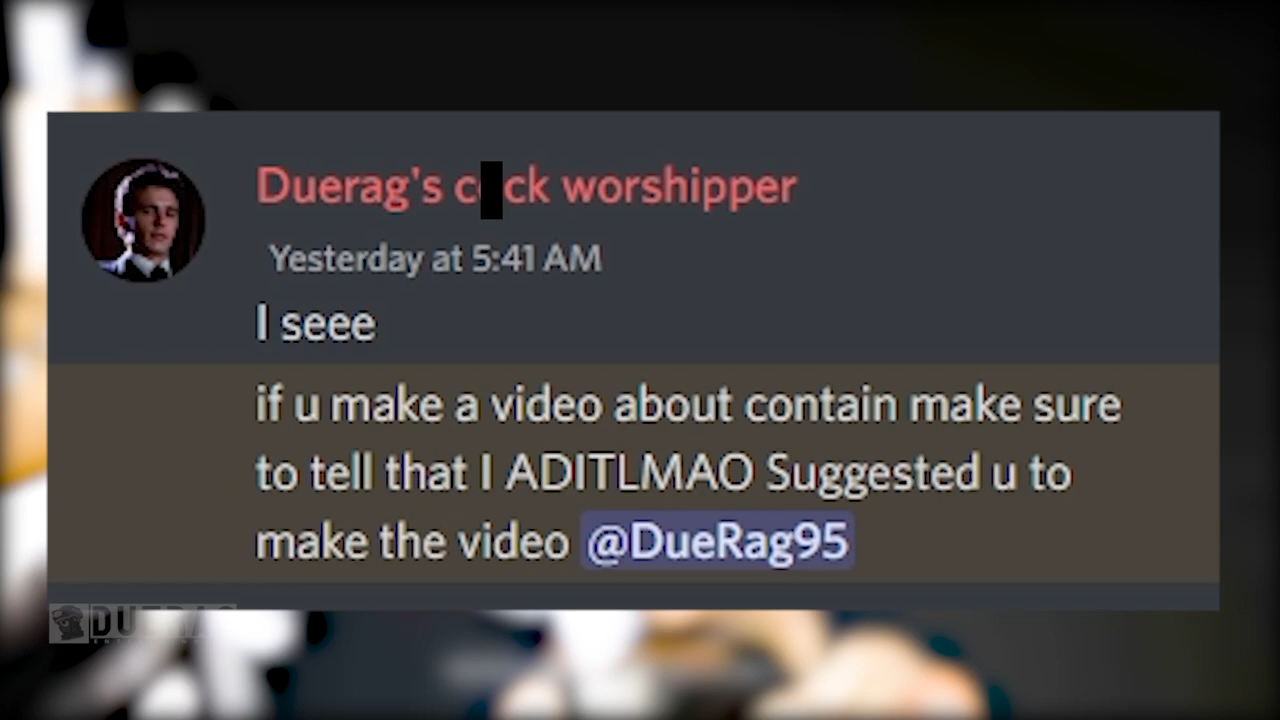 Duerag's c ck worshipper
Yesterday at 5:41 AM
I seee
if u make a video about contain make sure
to tell that I ADITLMAO Suggested u to
make the video @DueRag95
DUERAG